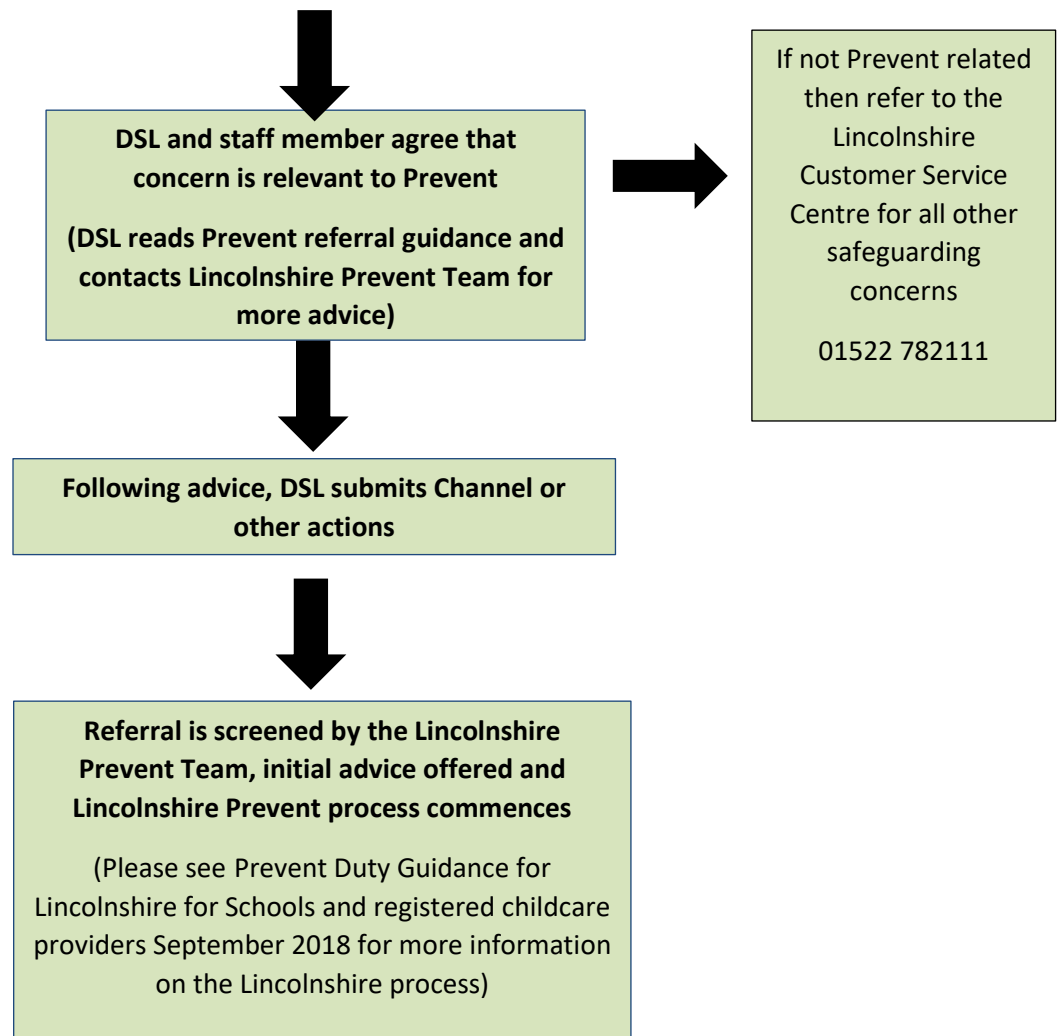 DSL and staff member agree that
concern is relevant to Prevent
(DSL reads Prevent referral guidance and
contacts Lincolnshire Prevent Team for
more advice)
If not Prevent related
then refer to the
Lincolnshire
Customer Service
Centre for all other
safeguarding
concerns
01522 782111
Following advice, DSL submits Channel or
other actions
Referral is screened by the Lincolnshire
Prevent Team, initial advice offered and
Lincolnshire Prevent process commences
(Please see Prevent Duty Guidance for
Lincolnshire for Schools and registered childcare
providers September 2018 for more information
on the Lincolnshire process)